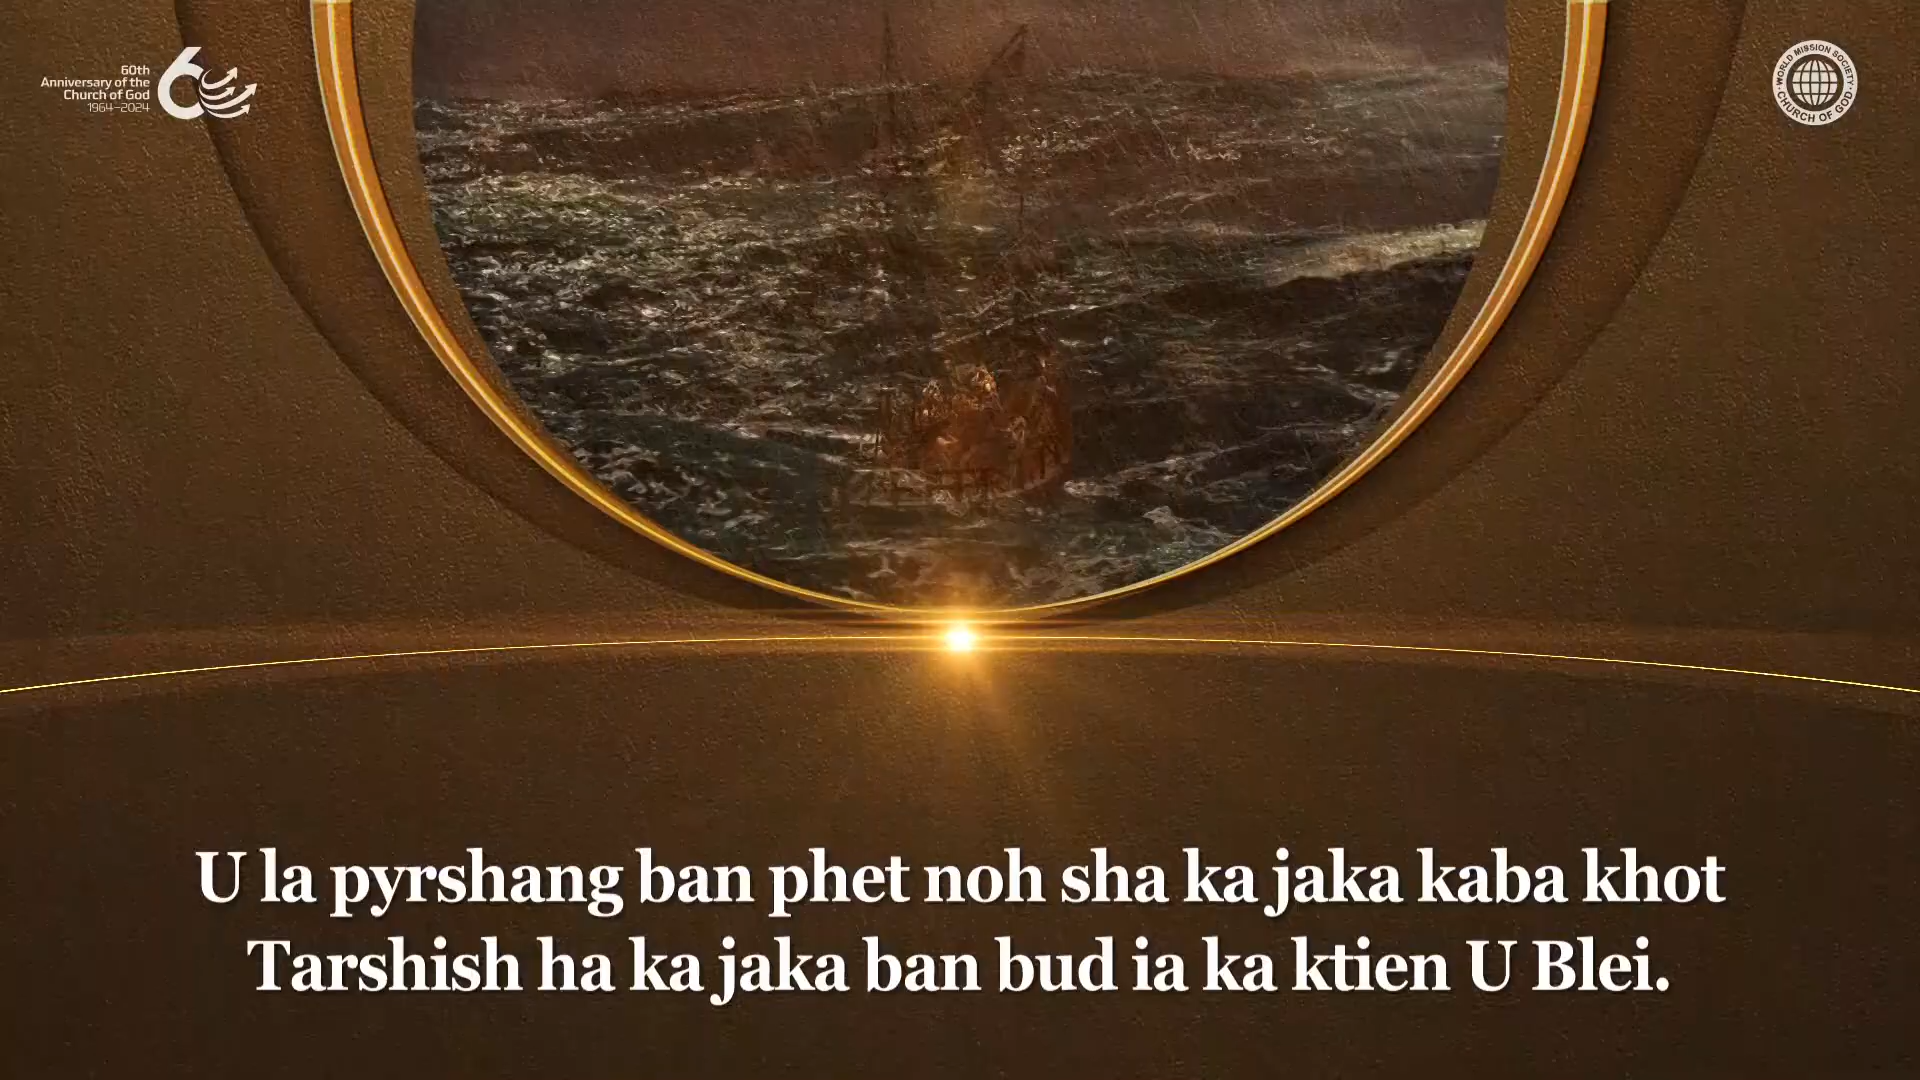 60th
Anniversary of the
Church of God
1964–2024
WORLD MISSION SOCIETY
CHURCH OF GOD
U la pyrshang ban phet noh sha ka jaka kaba khot
Tarshish ha ka jaka ban bud ia ka ktien U Blei.